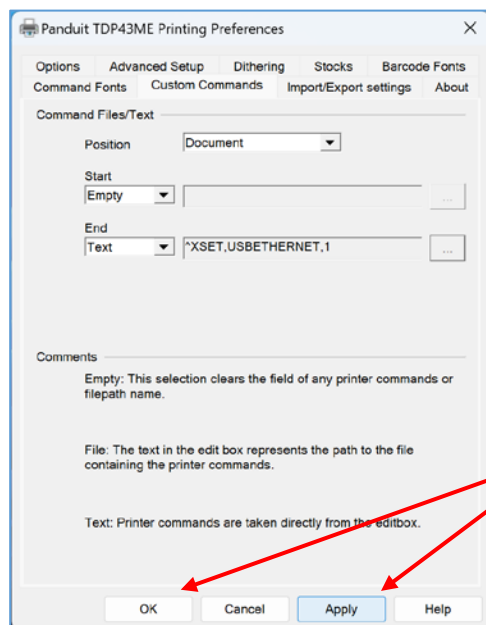 Panduit TDP43ME Printing Preferences
Options Advanced Setup Dithering Stocks Barcode Fonts
Command Fonts Custom Commands Import/Export settings About
Command Files/Text
Position Document
Start
Empty ...
End
Text ^XSET,USBETHERNET,1 ...
Comments
Empty: This selection clears the field of any printer commands or
filepath name.
File: The text in the edit box represents the path to the file
containing the printer commands.
Text: Printer commands are taken directly from the editbox.
OK Cancel Apply Help